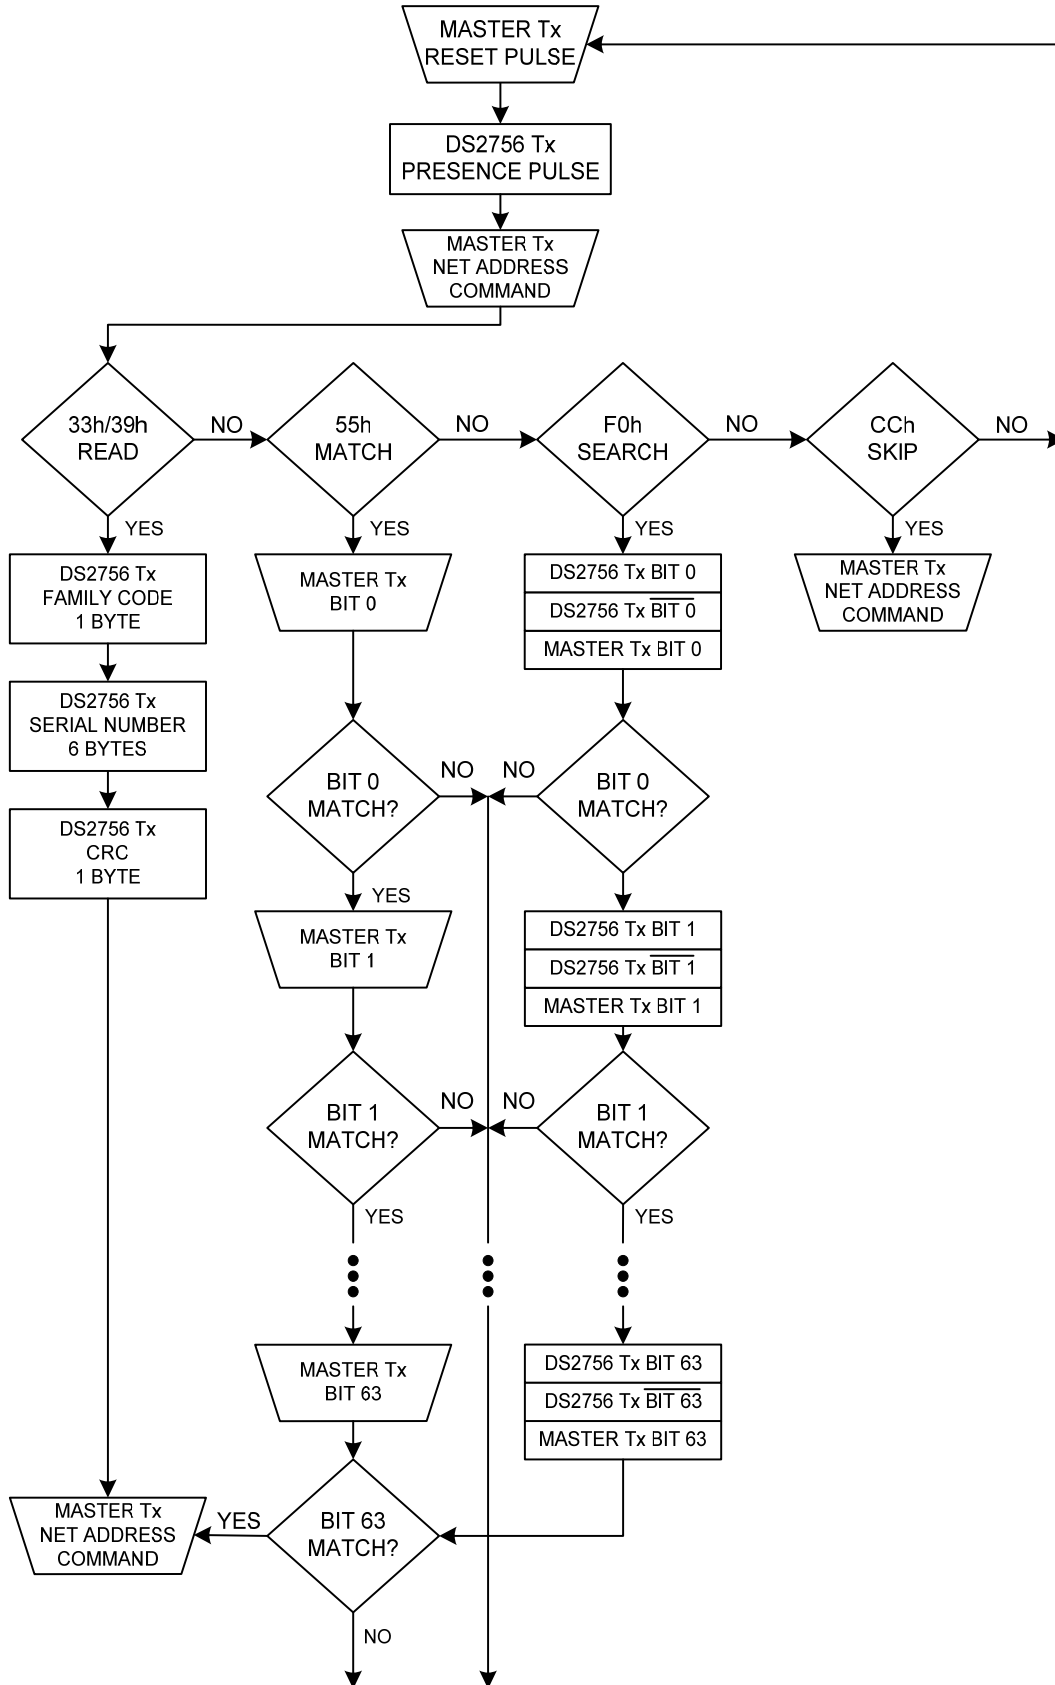 MASTER Tx
RESET PULSE
DS2756 Tx
PRESENCE PULSE
MASTER Tx
NET ADDRESS
COMMAND
33h/39h
READ
NO
55h
MATCH
NO
F0h
SEARCH
NO
CCh
SKIP
NO
YES
YES
YES
YES
DS2756 Tx
FAMILY CODE
1 BYTE
MASTER Tx
BIT 0
DS2756 Tx BIT 0
DS2756 Tx B̅I̅T̅ ̅0̅
MASTER Tx BIT 0
MASTER Tx
NET ADDRESS
COMMAND
DS2756 Tx
SERIAL NUMBER
6 BYTES
BIT 0
MATCH?
NO
NO
BIT 0
MATCH?
DS2756 Tx
CRC
1 BYTE
YES
MASTER Tx
BIT 1
DS2756 Tx BIT 1
DS2756 Tx B̅I̅T̅ ̅1̅
MASTER Tx BIT 1
BIT 1
MATCH?
NO
NO
BIT 1
MATCH?
YES
YES
MASTER Tx
BIT 63
DS2756 Tx BIT 63
DS2756 Tx B̅I̅T̅ ̅6̅3̅
MASTER Tx BIT 63
MASTER Tx
NET ADDRESS
COMMAND
YES
BIT 63
MATCH?
NO